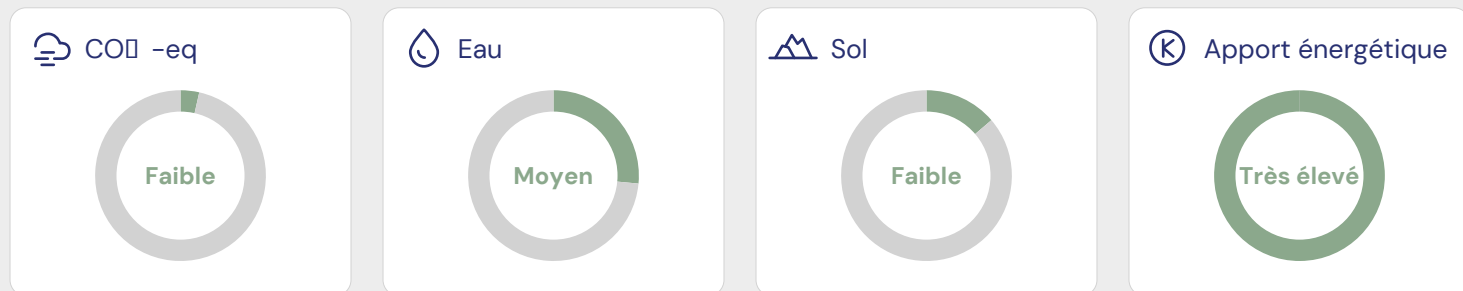 CO▯ -eq
Eau
Sol
Apport énergétique
Faible
Moyen
Faible
Très élevé